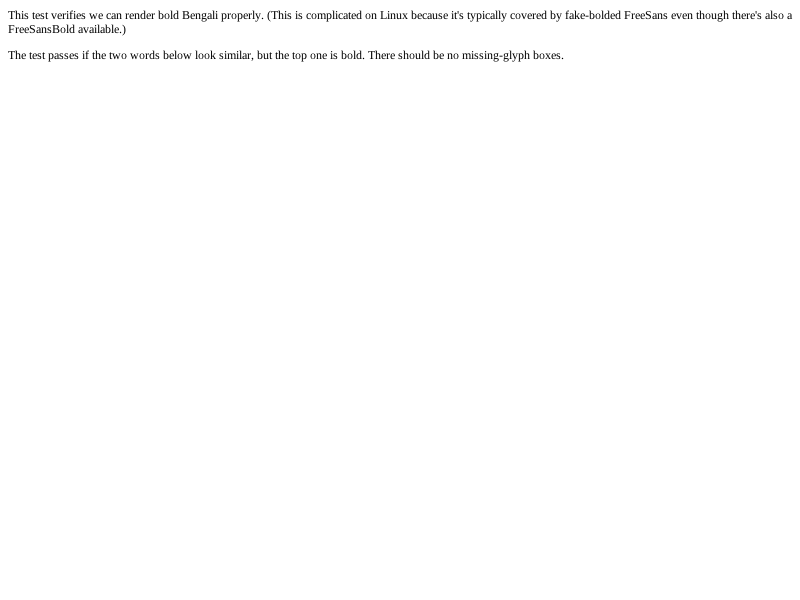 This test verifies we can render bold Bengali properly. (This is complicated on Linux because it's typically covered by fake-bolded FreeSans even though there's also a
FreeSansBold available.)
The test passes if the two words below look similar, but the top one is bold. There should be no missing-glyph boxes.